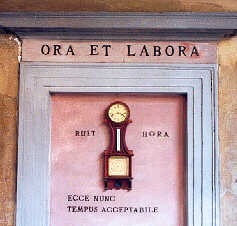 ORA ET LABORA
RUIT HORA
ECCE NUNC
TEMPUS ACCEPTABILE